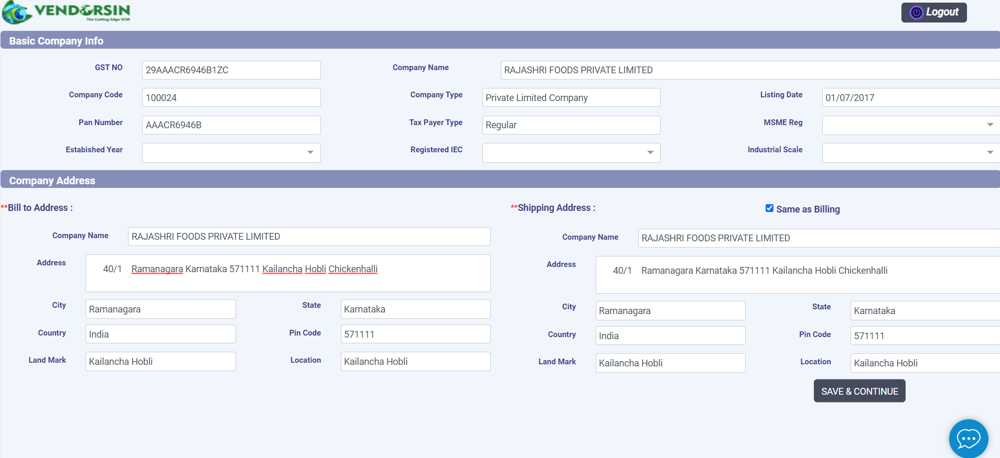 VENDORSIN
The Cutting Edge SCM
Logout
Basic Company Info
GST NO 29AAACR6946B1ZC Company Name RAJASHRI FOODS PRIVATE LIMITED
Company Code 100024 Company Type Private Limited Company Listing Date 01/07/2017
Pan Number AAACR6946B Tax Payer Type Regular MSME Reg
Estabished Year Registered IEC Industrial Scale
Company Address
**Bill to Address : **Shipping Address : Same as Billing
Company Name RAJASHRI FOODS PRIVATE LIMITED Company Name RAJASHRI FOODS PRIVATE LIMITED
Address 40/1 Ramanagara Karnataka 571111 Kailancha Hobli Chickenhalli Address 40/1 Ramanagara Karnataka 571111 Kailancha Hobli Chickenhalli
City Ramanagara State Karnataka City Ramanagara State Karnataka
Country India Pin Code 571111 Country India Pin Code 571111
Land Mark Kailancha Hobli Location Kailancha Hobli Land Mark Kailancha Hobli Location Kailancha Hobli
SAVE & CONTINUE